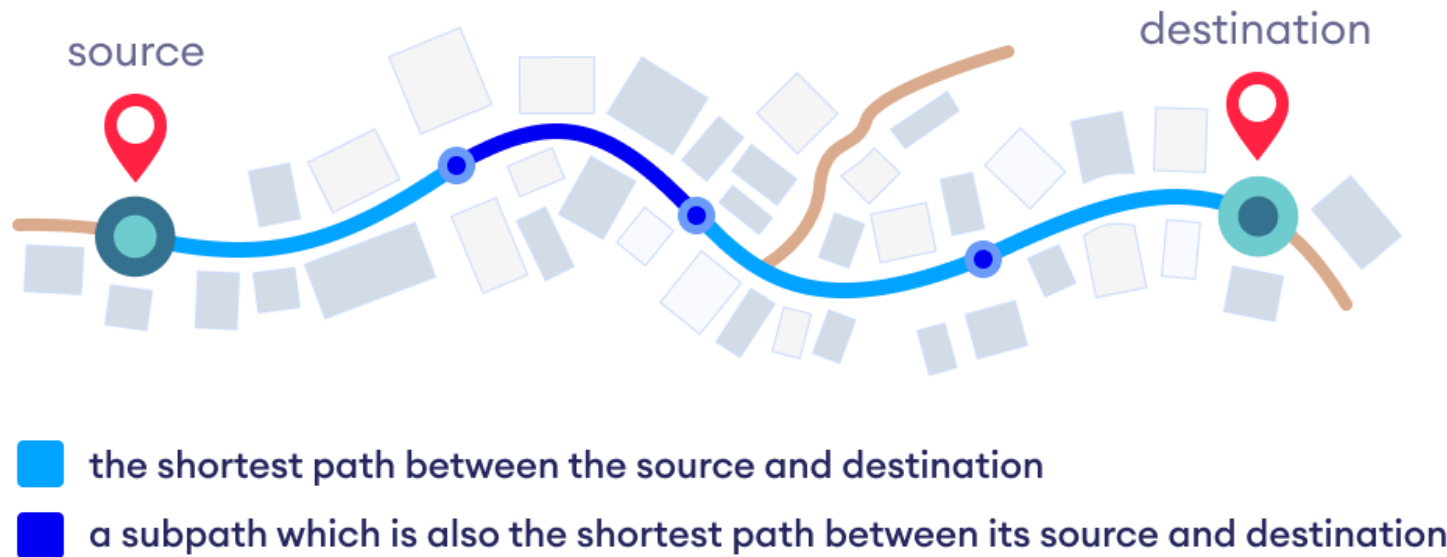 source
destination
the shortest path between the source and destination
a subpath which is also the shortest path between its source and destination